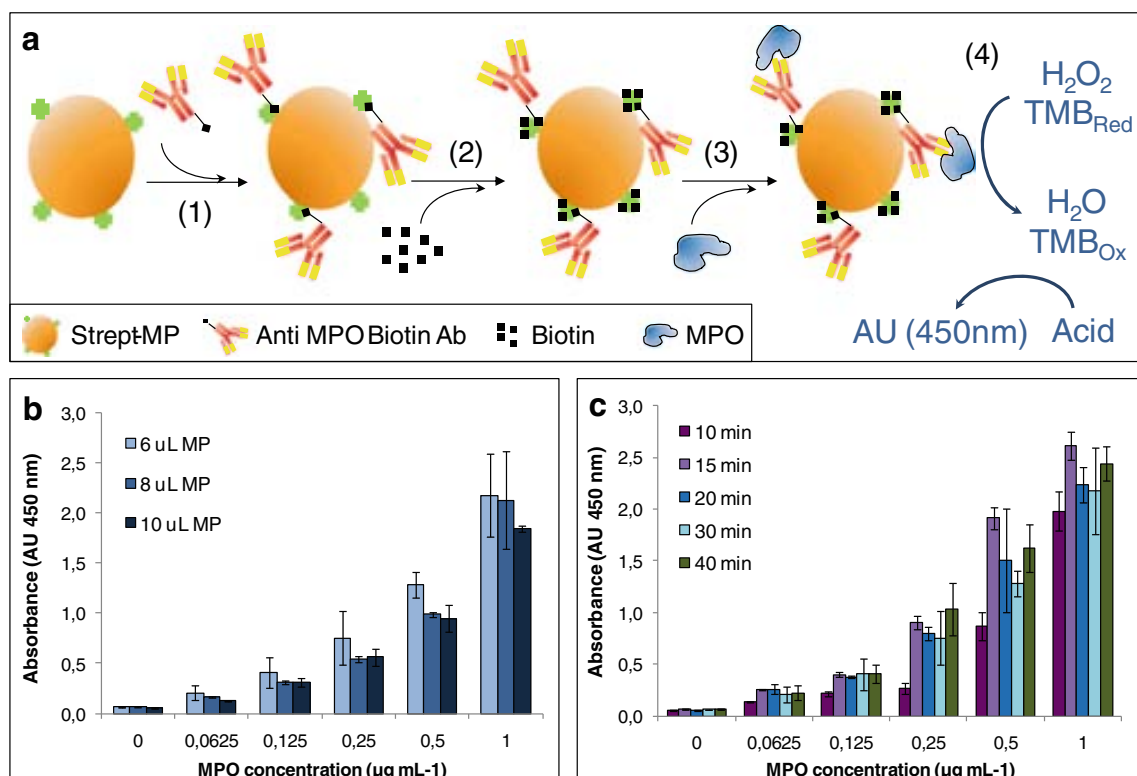 a
(1)
(2)
(3)
(4)
H2O2
TMBRed
H2O
TMBOx
AU (450nm) Acid
Strept-MP Anti MPO Biotin Ab Biotin MPO
b
Absorbance (AU 450 nm)
3,0
2,5
2,0
1,5
1,0
0,5
0,0
6 uL MP
8 uL MP
10 uL MP
0 0,0625 0,125 0,25 0,5 1
MPO concentration (ug mL-1)
c
Absorbance (AU 450 nm)
3,0
2,5
2,0
1,5
1,0
0,5
0,0
10 min
15 min
20 min
30 min
40 min
0 0,0625 0,125 0,25 0,5 1
MPO concentration (ug mL-1)